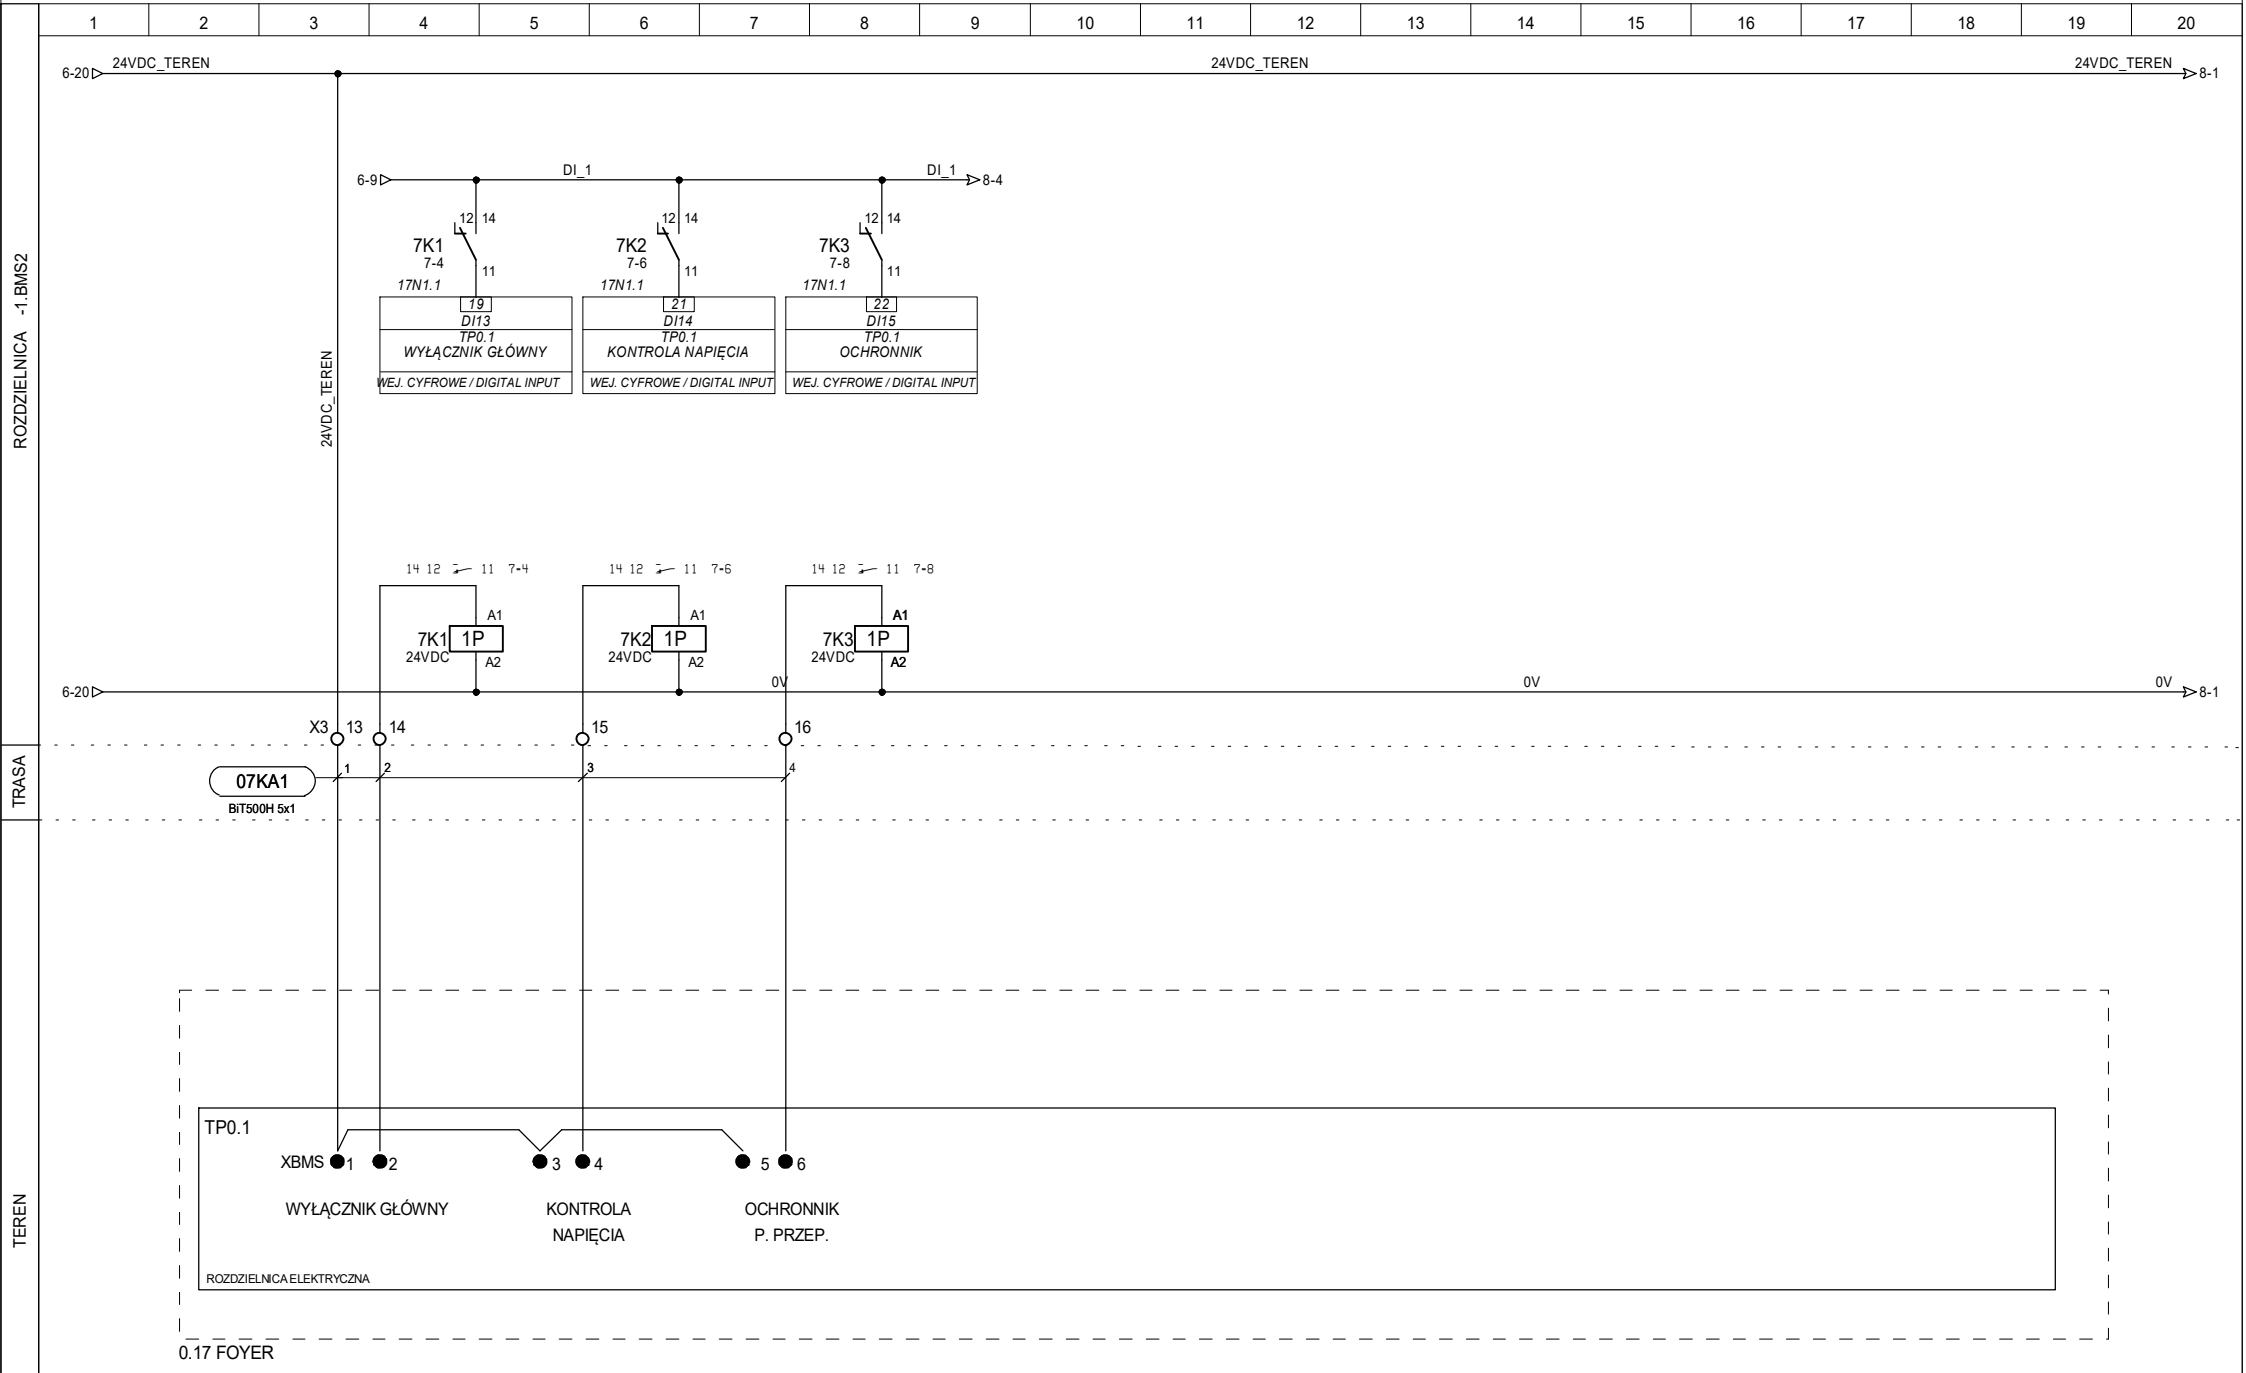 1 2 3 4 5 6 7 8 9 10 11 12 13 14 15 16 17 18 19 20
6-20 24VDC_TEREN 24VDC_TEREN 24VDC_TEREN 8-1
6-9 DI_1 DI_1 8-4
12 14 12 14 12 14
7K1 7K2 7K3
7-4 7-6 7-8
11 11 11
17N1.1 17N1.1 17N1.1
19 21 22
DI13 DI14 DI15
TP0.1 TP0.1 TP0.1
WYŁĄCZNIK GŁÓWNY KONTROLA NAPIĘCIA OCHRONNIK
WEJ. CYFROWE / DIGITAL INPUT WEJ. CYFROWE / DIGITAL INPUT WEJ. CYFROWE / DIGITAL INPUT
ROZDZIELNICA -1.BMS2
24VDC_TEREN
14 12 11 7-4 14 12 11 7-6 14 12 11 7-8
A1 A1 A1
7K1 1P 7K2 1P 7K3 1P
24VDC 24VDC 24VDC
A2 A2 A2
6-20 0V 0V 0V 8-1
X3 13 14 15 16
TRASA
1 2 3 4
07KA1
BiT500H 5x1
TEREN
TP0.1
XBMS 1 2 3 4 5 6
WYŁĄCZNIK GŁÓWNY KONTROLA OCHRONNIK
NAPIĘCIA P. PRZEP.
ROZDZIELNICA ELEKTRYCZNA
0.17 FOYER